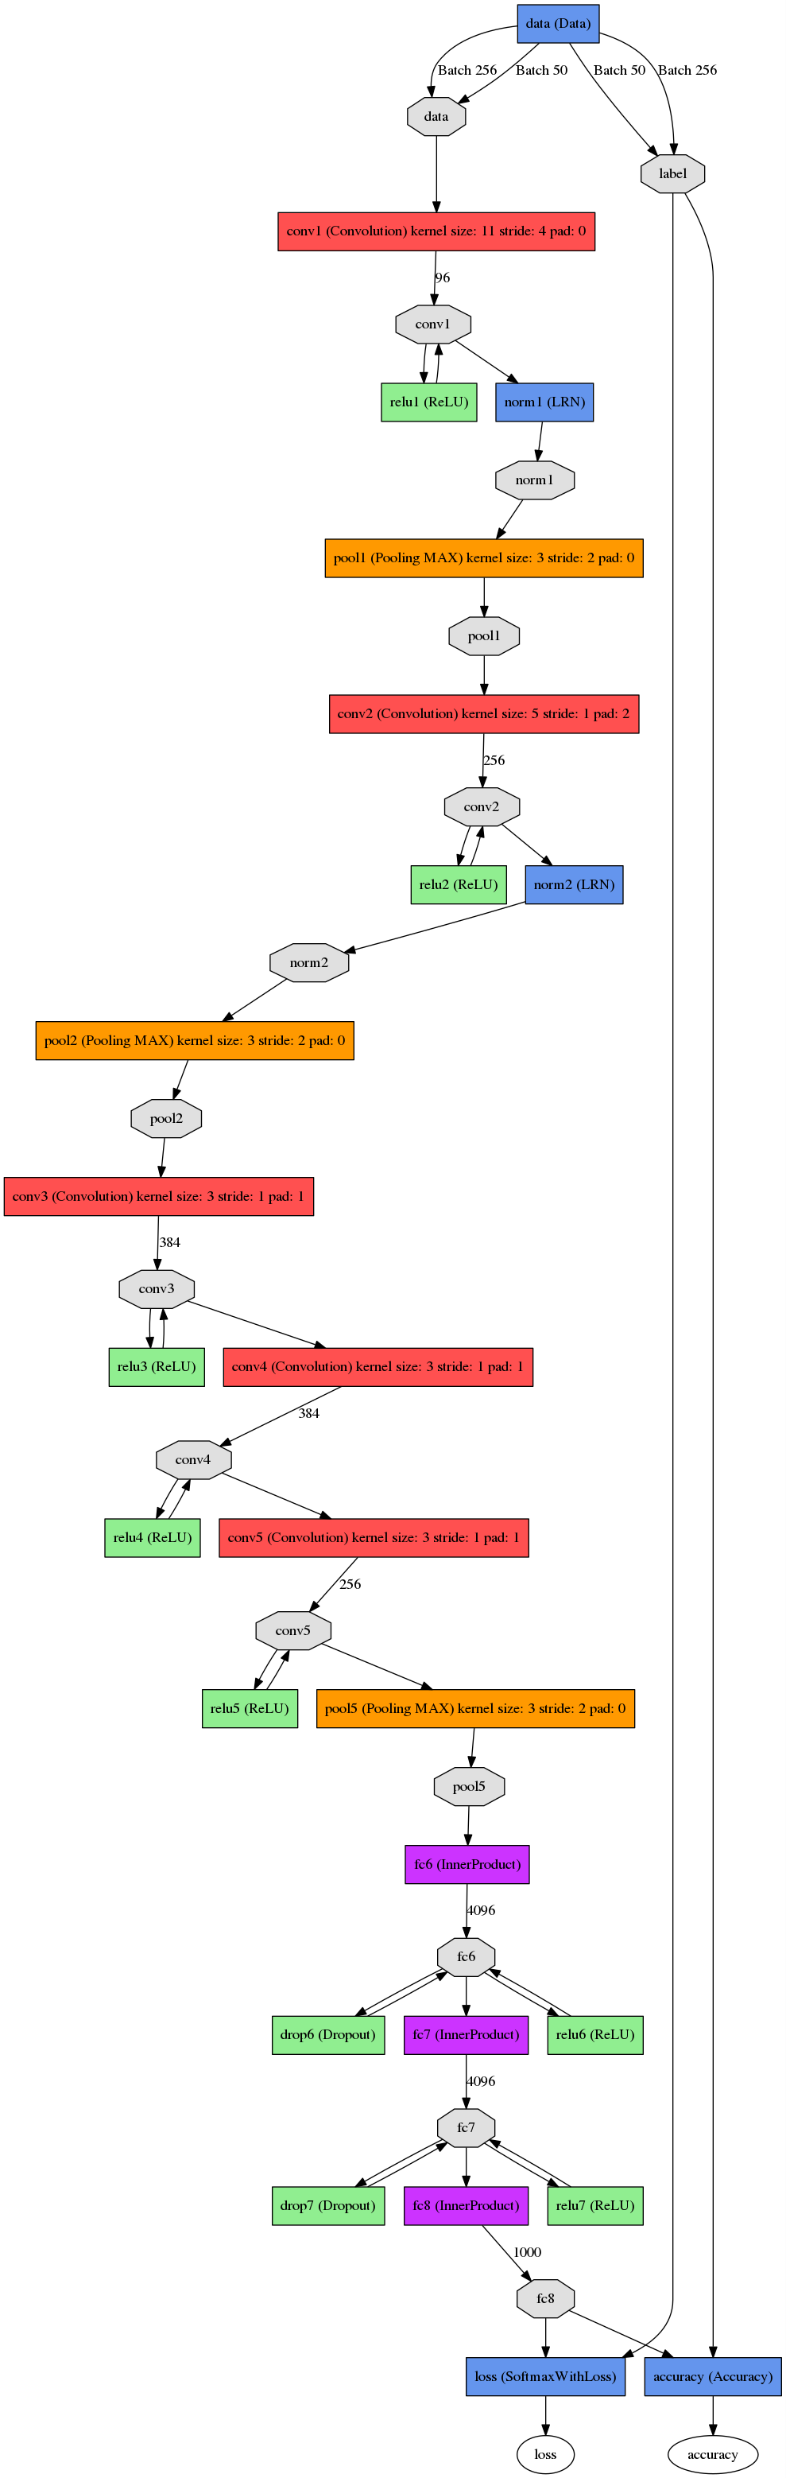 data (Data)
Batch 256
Batch 50
Batch 50
Batch 256
data
label
conv1 (Convolution) kernel size: 11 stride: 4 pad: 0
96
conv1
relu1 (ReLU)
norm1 (LRN)
norm1
pool1 (Pooling MAX) kernel size: 3 stride: 2 pad: 0
pool1
conv2 (Convolution) kernel size: 5 stride: 1 pad: 2
256
conv2
relu2 (ReLU)
norm2 (LRN)
norm2
pool2 (Pooling MAX) kernel size: 3 stride: 2 pad: 0
pool2
conv3 (Convolution) kernel size: 3 stride: 1 pad: 1
384
conv3
relu3 (ReLU)
conv4 (Convolution) kernel size: 3 stride: 1 pad: 1
384
conv4
relu4 (ReLU)
conv5 (Convolution) kernel size: 3 stride: 1 pad: 1
256
conv5
relu5 (ReLU)
pool5 (Pooling MAX) kernel size: 3 stride: 2 pad: 0
pool5
fc6 (InnerProduct)
4096
fc6
drop6 (Dropout)
fc7 (InnerProduct)
relu6 (ReLU)
4096
fc7
drop7 (Dropout)
fc8 (InnerProduct)
relu7 (ReLU)
1000
fc8
loss (SoftmaxWithLoss)
accuracy (Accuracy)
loss
accuracy